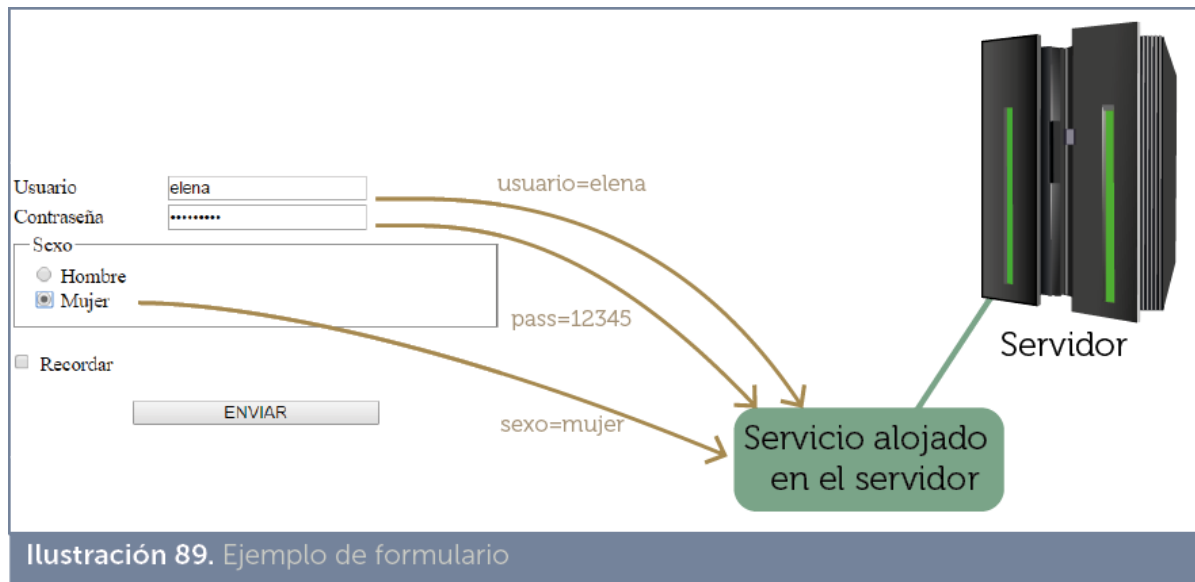 Usuario
elena
usuario=elena
Contraseña
•••••••••
Sexo
Hombre
Mujer
pass=12345
Servidor
Recordar
ENVIAR
sexo=mujer
Servicio alojado
en el servidor
Ilustración 89. Ejemplo de formulario